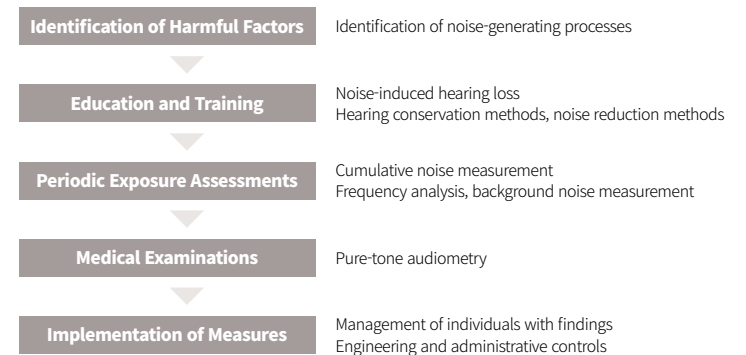 Identification of Harmful Factors
Identification of noise-generating processes
Education and Training
Noise-induced hearing loss
Hearing conservation methods, noise reduction methods
Periodic Exposure Assessments
Cumulative noise measurement
Frequency analysis, background noise measurement
Medical Examinations
Pure-tone audiometry
Implementation of Measures
Management of individuals with findings
Engineering and administrative controls